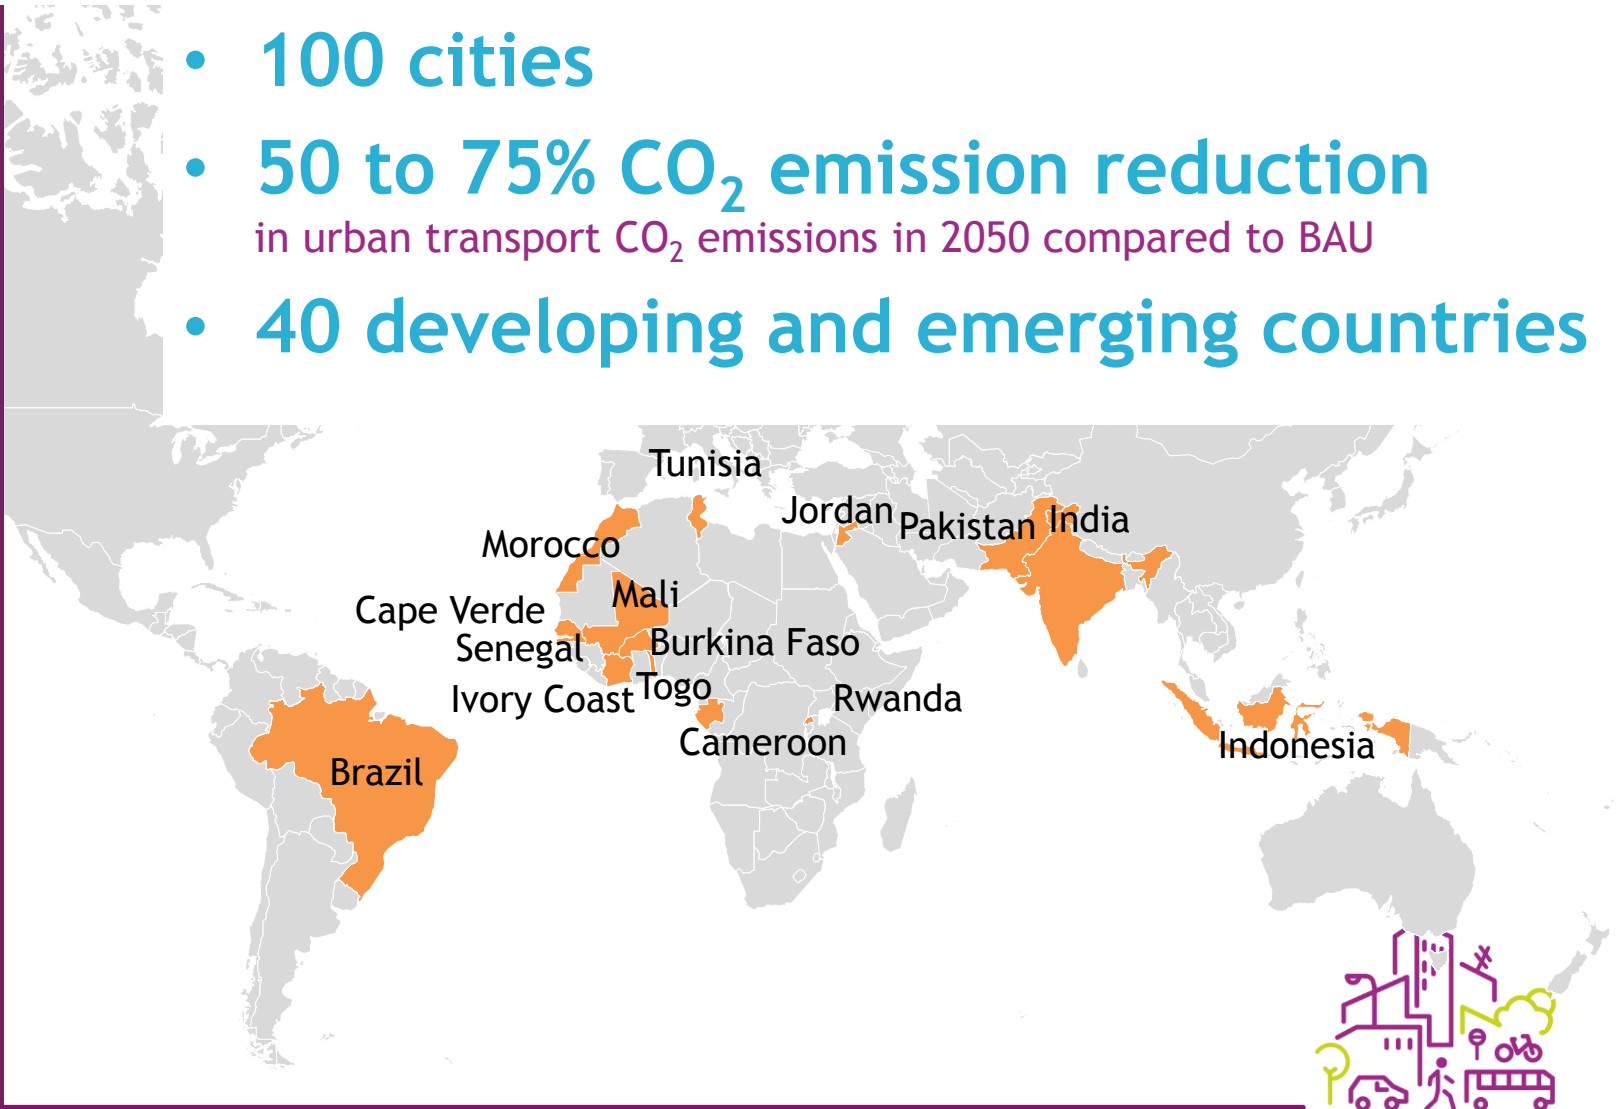 • 100 cities
• 50 to 75% CO₂ emission reduction
in urban transport CO₂ emissions in 2050 compared to BAU
• 40 developing and emerging countries
Tunisia
Jordan
Pakistan
India
Morocco
Mali
Cape Verde
Senegal
Burkina Faso
Ivory Coast
Togo
Rwanda
Cameroon
Indonesia
Brazil